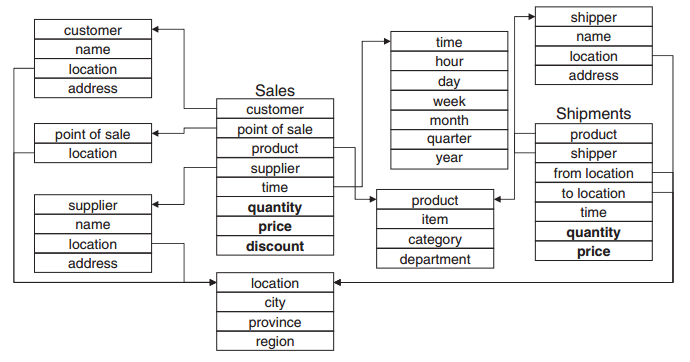 customer
name
location
address
point of sale
location
supplier
name
location
address
Sales
customer
point of sale
product
supplier
time
quantity
price
discount
location
city
province
region
time
hour
day
week
month
quarter
year
product
item
category
department
shipper
name
location
address
Shipments
product
shipper
from location
to location
time
quantity
price